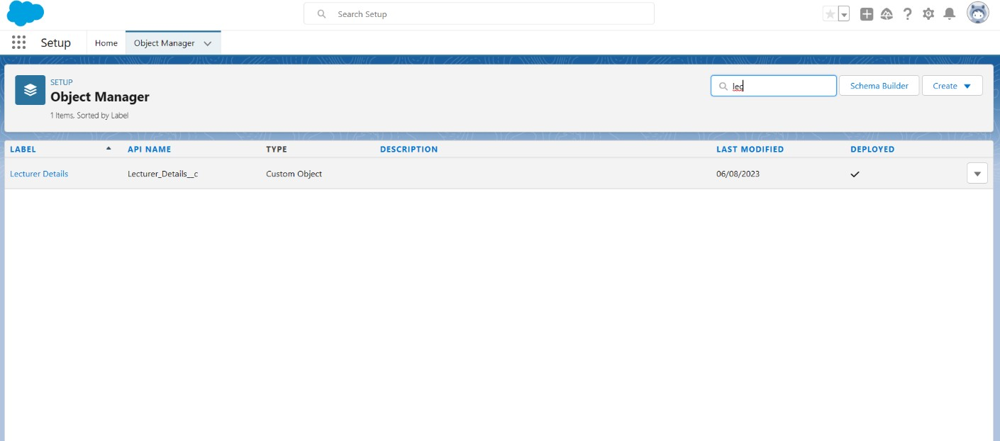 Search Setup
Setup Home Object Manager
SETUP
Object Manager
1 Items, Sorted by Label
lec
Schema Builder
Create
LABEL API NAME TYPE DESCRIPTION LAST MODIFIED DEPLOYED
Lecturer Details Lecturer_Details__c Custom Object 06/08/2023